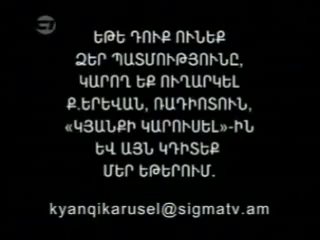 ԵԹԵ ԴՈՒՔ ՈՒՆԵՔ
ՁԵՐ ՊԱՏՄՈՒԹՅՈՒՆԸ,
ԿԱՐՈՂ ԵՔ ՈՒՂԱՐԿԵԼ
Ք.ԵՐԵՎԱՆ, ՌԱԴԻՈՏՈՒՆ,
«ԿՅԱՆՔԻ ԿԱՐՈՒՍԵԼ»-ԻՆ
ԵՎ ԱՅՆ ԿԴԻՏԵՔ
ՄԵՐ ԵԹԵՐՈՒՄ.
kyanqikarusel@sigmatv.am